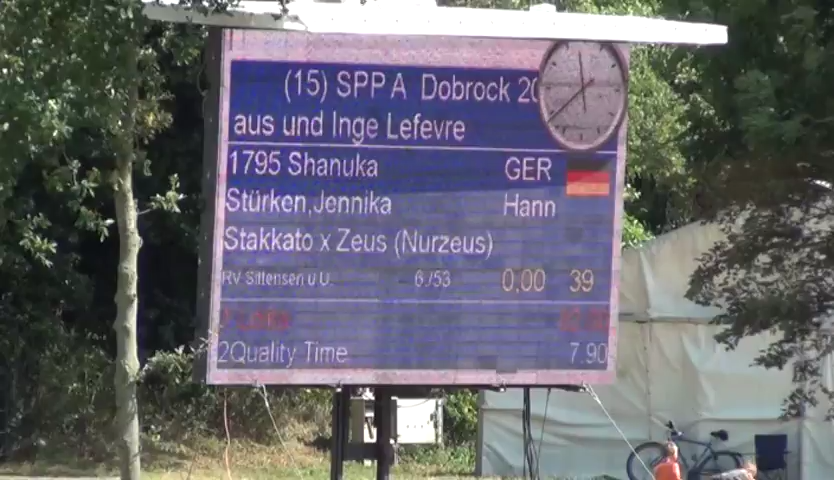 (15) SPP A Dobrock
aus und Inge Lefevre
1795 Shanuka GER
Stürken,Jennika Hann
Stakkato x Zeus (Nurzeus)
RV Sittensen u U. 6./53 0,00 39
2Quality Time 7.90